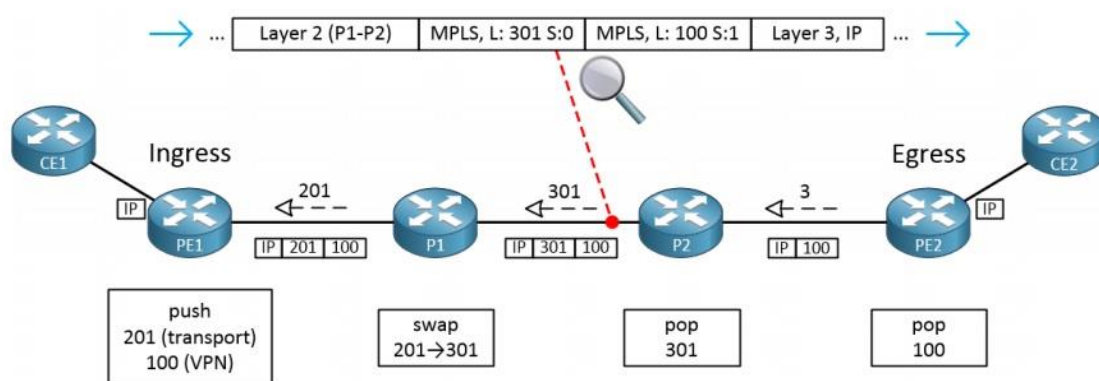 ... Layer 2 (P1-P2) MPLS, L: 301 S:0 MPLS, L: 100 S:1 Layer 3, IP ...
Ingress
Egress
CE1
CE2
201
301
3
IP
PE1
P1
P2
PE2
IP
IP 201 100
IP 301 100
IP 100
push
201 (transport)
100 (VPN)
swap
201→301
pop
301
pop
100